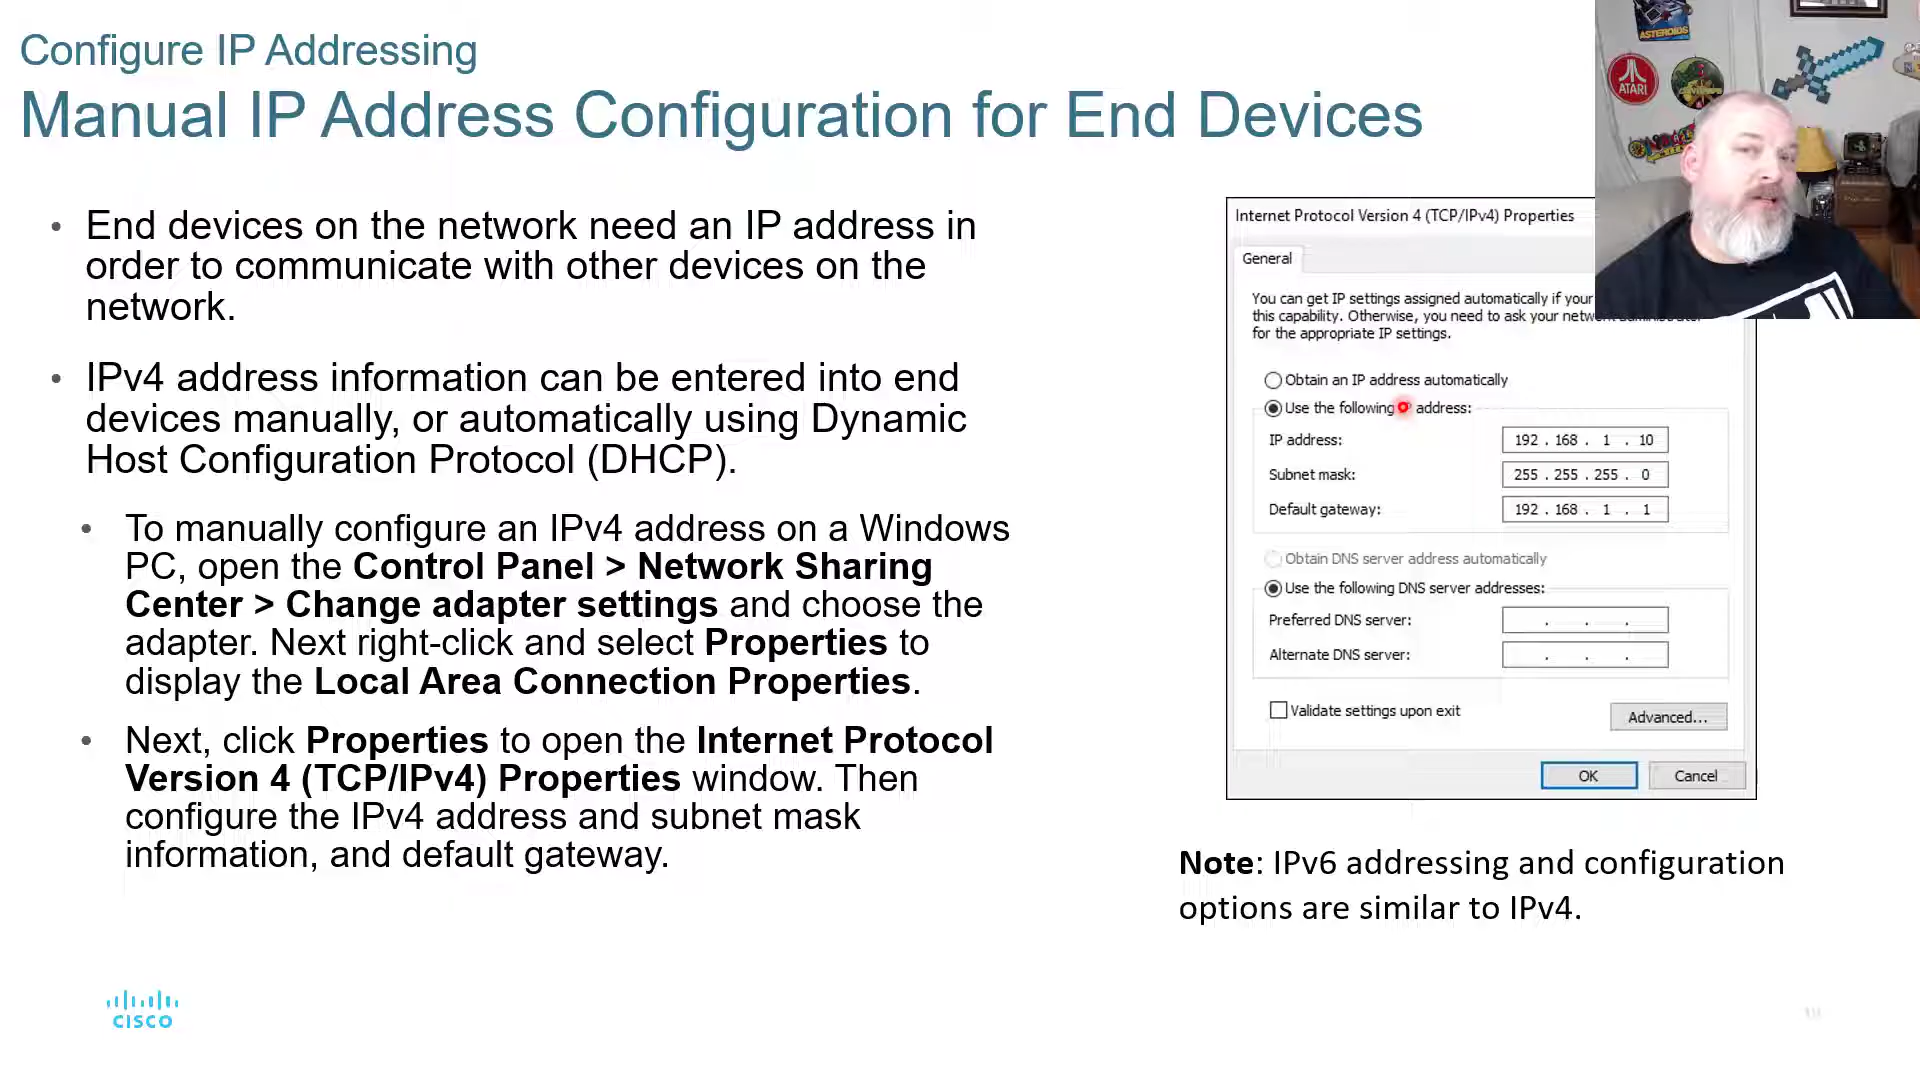 Configure IP Addressing
Manual IP Address Configuration for End Devices
• End devices on the network need an IP address in
order to communicate with other devices on the
network.
• IPv4 address information can be entered into end
devices manually, or automatically using Dynamic
Host Configuration Protocol (DHCP).
• To manually configure an IPv4 address on a Windows
PC, open the Control Panel > Network Sharing
Center > Change adapter settings and choose the
adapter. Next right-click and select Properties to
display the Local Area Connection Properties.
• Next, click Properties to open the Internet Protocol
Version 4 (TCP/IPv4) Properties window. Then
configure the IPv4 address and subnet mask
information, and default gateway.
Internet Protocol Version 4 (TCP/IPv4) Properties
General
You can get IP settings assigned automatically if your
this capability. Otherwise, you need to ask your
for the appropriate IP settings.
Obtain an IP address automatically
Use the following address:
IP address: 192 . 168 . 1 . 10
Subnet mask: 255 . 255 . 255 . 0
Default gateway: 192 . 168 . 1 . 1
Obtain DNS server address automatically
Use the following DNS server addresses:
Preferred DNS server: . . .
Alternate DNS server: . . .
Validate settings upon exit
Advanced...
OK Cancel
Note: IPv6 addressing and configuration
options are similar to IPv4.
CISCO
ASTEROIDS
ATARI